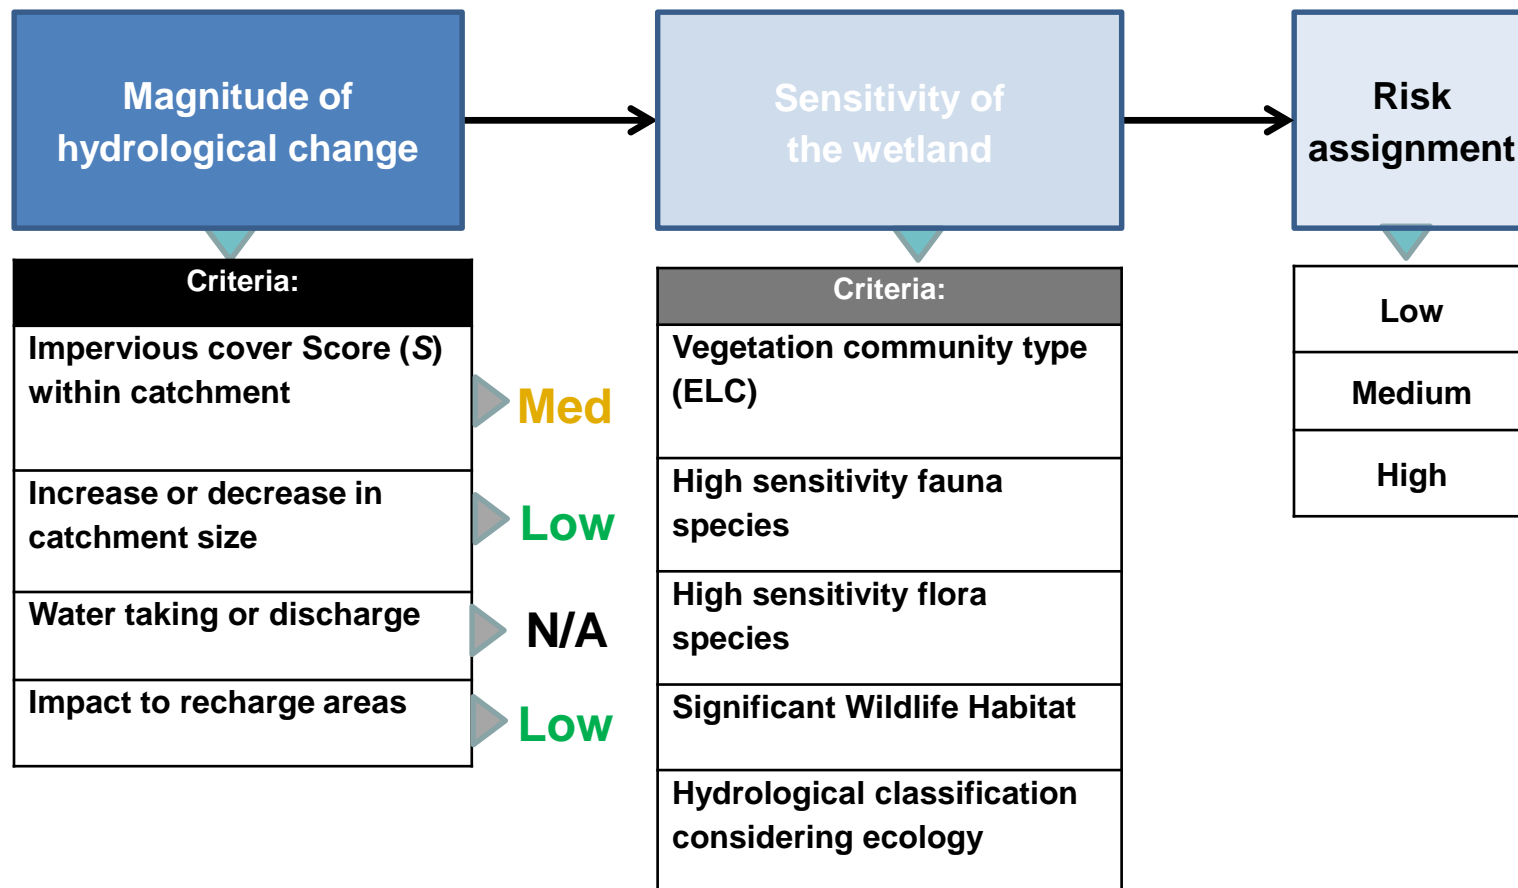 Magnitude of
hydrological change
Sensitivity of
the wetland
Risk
assignment
Criteria:
Impervious cover Score (S)
within catchment
Med
Increase or decrease in
catchment size
Low
Water taking or discharge
N/A
Impact to recharge areas
Low
Criteria:
Vegetation community type
(ELC)
High sensitivity fauna
species
High sensitivity flora
species
Significant Wildlife Habitat
Hydrological classification
considering ecology
Low
Medium
High